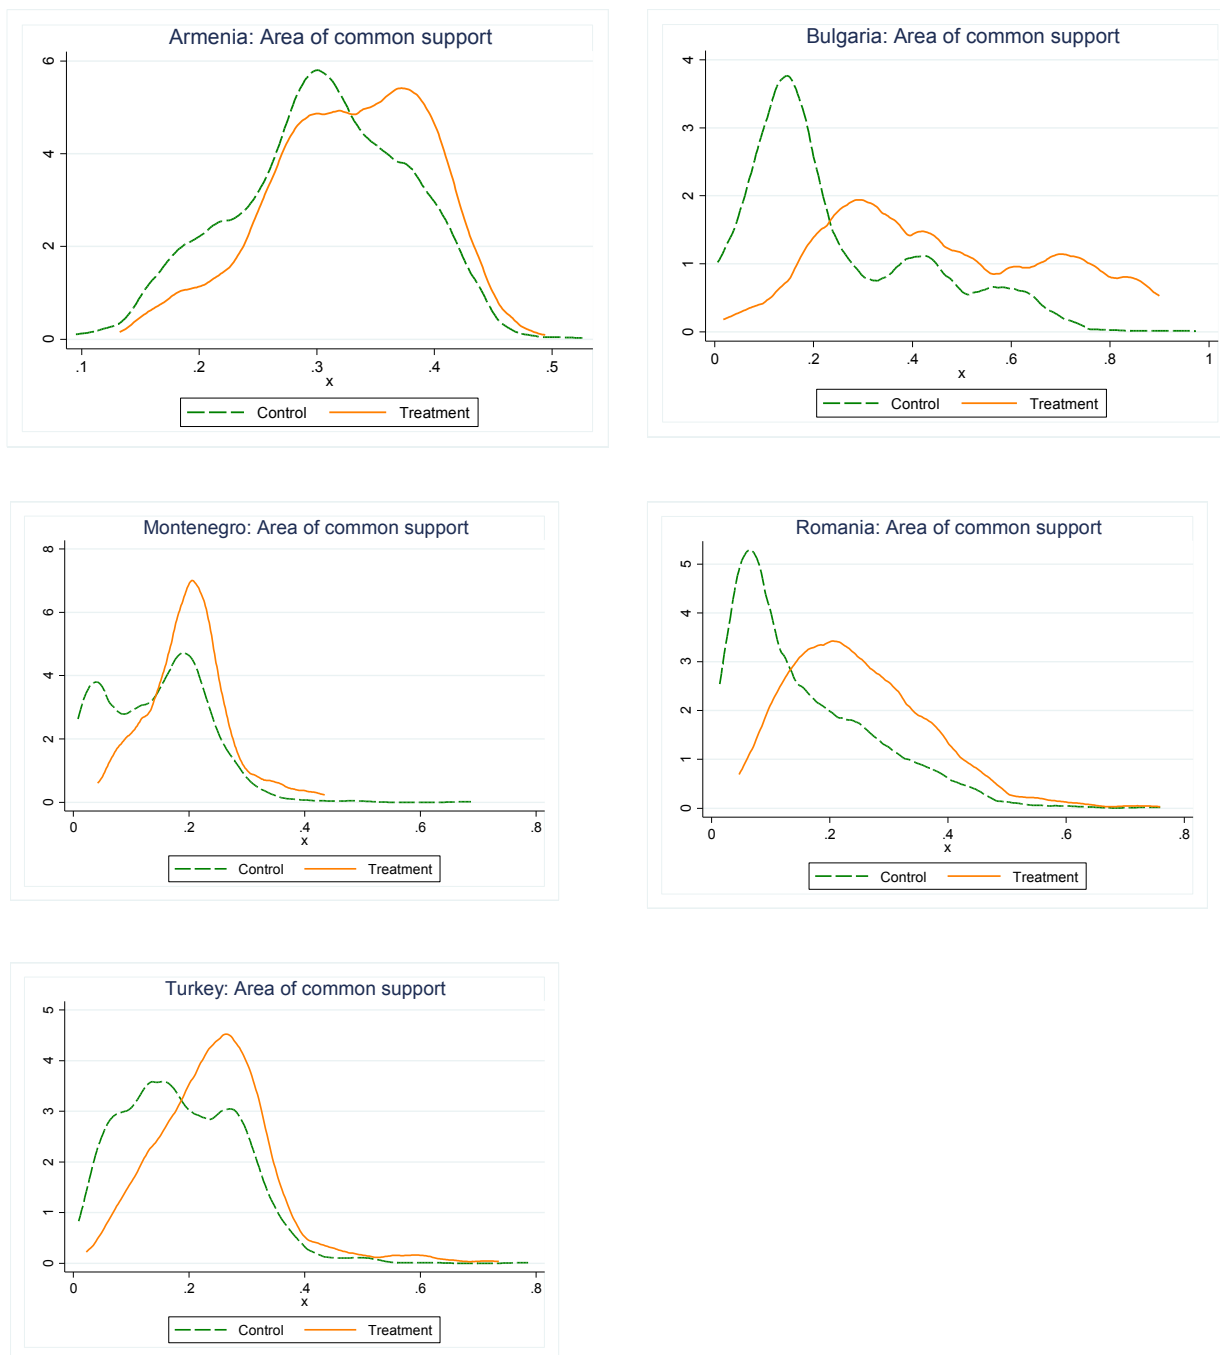 Armenia: Area of common support
6
4
2
0
.1 .2 .3 .4 .5
x
Control Treatment
Bulgaria: Area of common support
4
3
2
1
0
0 .2 .4 .6 .8 1
x
Control Treatment
Montenegro: Area of common support
8
6
4
2
0
0 .2 .4 .6 .8
x
Control Treatment
Romania: Area of common support
5
4
3
2
1
0
0 .2 .4 .6 .8
x
Control Treatment
Turkey: Area of common support
5
4
3
2
1
0
0 .2 .4 .6 .8
x
Control Treatment